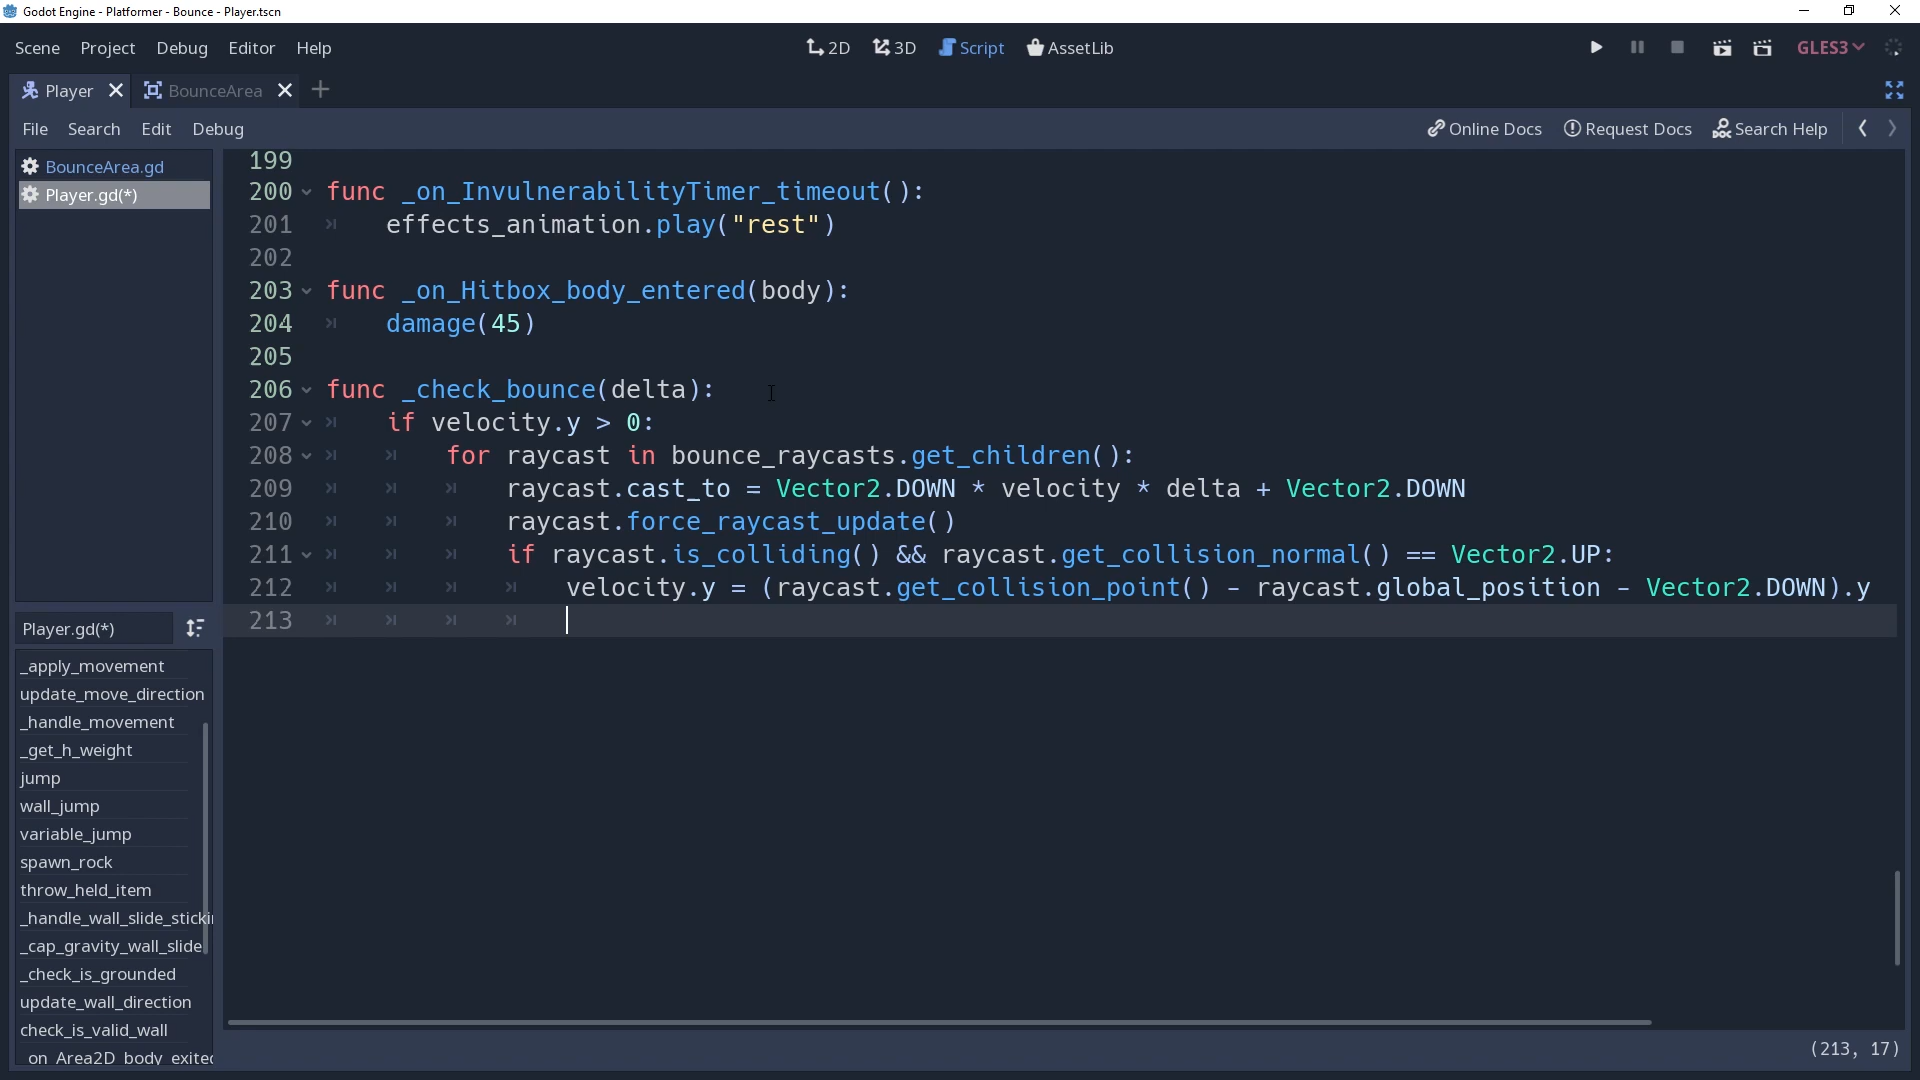 Godot Engine - Platformer - Bounce - Player.tscn
Scene Project Debug Editor Help
2D 3D Script AssetLib
GLES3
Player BounceArea
File Search Edit Debug
Online Docs Request Docs Search Help
BounceArea.gd
Player.gd(*)
Player.gd(*)
_apply_movement
update_move_direction
_handle_movement
_get_h_weight
jump
wall_jump
variable_jump
spawn_rock
throw_held_item
_handle_wall_slide_sticki
_cap_gravity_wall_slide
_check_is_grounded
update_wall_direction
check_is_valid_wall
_on_Area2D_body_exited
199
200 func _on_InvulnerabilityTimer_timeout():
201 effects_animation.play("rest")
202
203 func _on_Hitbox_body_entered(body):
204 damage(45)
205
206 func _check_bounce(delta):
207 if velocity.y > 0:
208 for raycast in bounce_raycasts.get_children():
209 raycast.cast_to = Vector2.DOWN * velocity * delta + Vector2.DOWN
210 raycast.force_raycast_update()
211 if raycast.is_colliding() && raycast.get_collision_normal() == Vector2.UP:
212 velocity.y = (raycast.get_collision_point() - raycast.global_position - Vector2.DOWN).y
213
(213, 17)